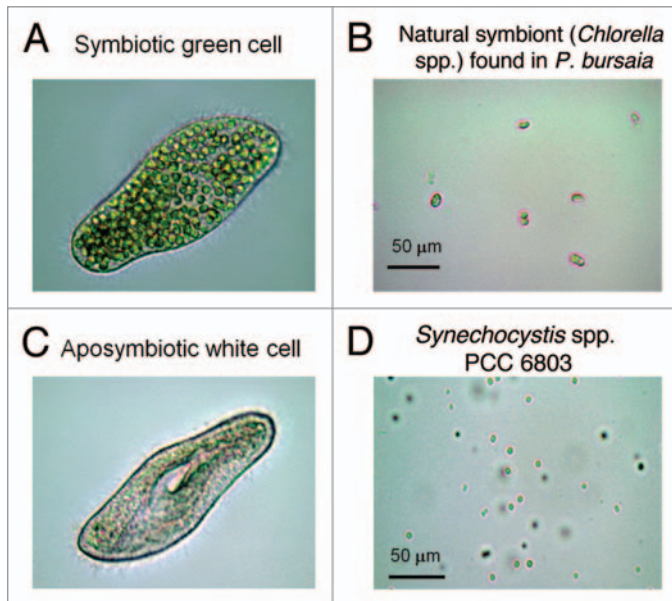 A
Symbiotic green cell
B
Natural symbiont (Chlorella
spp.) found in P. bursaia
50 μm
C
Aposymbiotic white cell
D
Synechocystis spp.
PCC 6803
50 μm